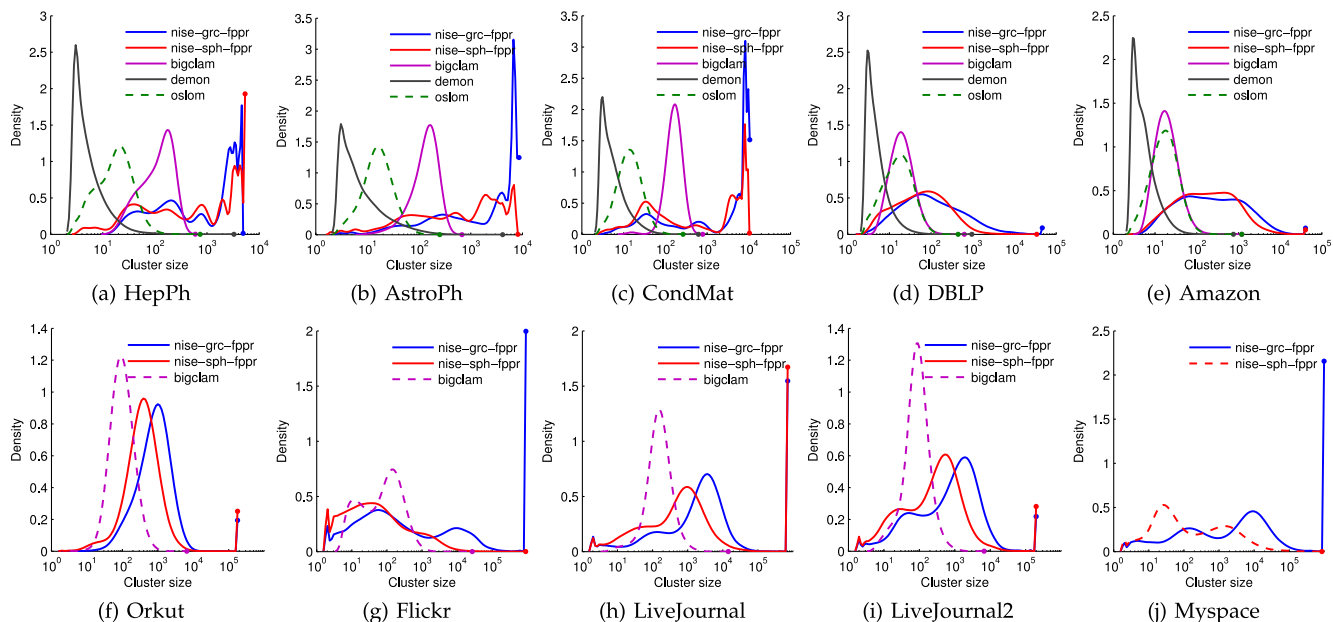 3
2.5
2
1.5
1
0.5
0
Density
nise−grc−fppr
nise−sph−fppr
bigclam
demon
oslom
10^0 10^1 10^2 10^3 10^4
Cluster size
(a) HepPh
3.5
3
2.5
2
1.5
1
0.5
0
Density
nise−grc−fppr
nise−sph−fppr
bigclam
demon
oslom
10^0 10^1 10^2 10^3 10^4
Cluster size
(b) AstroPh
3.5
3
2.5
2
1.5
1
0.5
0
Density
nise−grc−fppr
nise−sph−fppr
bigclam
demon
oslom
10^0 10^1 10^2 10^3 10^4 10^5
Cluster size
(c) CondMat
3
2.5
2
1.5
1
0.5
0
Density
nise−grc−fppr
nise−sph−fppr
bigclam
demon
oslom
10^0 10^1 10^2 10^3 10^4 10^5
Cluster size
(d) DBLP
2.5
2
1.5
1
0.5
0
Density
nise−grc−fppr
nise−sph−fppr
bigclam
demon
oslom
10^0 10^1 10^2 10^3 10^4 10^5
Cluster size
(e) Amazon
1.4
1.2
1
0.8
0.6
0.4
0.2
0
Density
nise−grc−fppr
nise−sph−fppr
bigclam
10^0 10^1 10^2 10^3 10^4 10^5
Cluster size
(f) Orkut
2
1.5
1
0.5
0
Density
nise−grc−fppr
nise−sph−fppr
bigclam
10^0 10^1 10^2 10^3 10^4 10^5
Cluster size
(g) Flickr
2
1.5
1
0.5
0
Density
nise−grc−fppr
nise−sph−fppr
bigclam
10^0 10^1 10^2 10^3 10^4 10^5
Cluster size
(h) LiveJournal
1.4
1.2
1
0.8
0.6
0.4
0.2
0
Density
nise−grc−fppr
nise−sph−fppr
bigclam
10^0 10^1 10^2 10^3 10^4 10^5
Cluster size
(i) LiveJournal2
2.5
2
1.5
1
0.5
0
Density
nise−grc−fppr
nise−sph−fppr
10^0 10^1 10^2 10^3 10^4 10^5
Cluster size
(j) Myspace